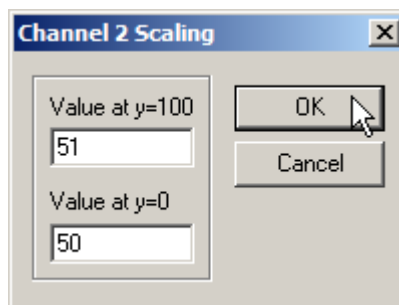 Channel 2 Scaling
Value at y=100
51
Value at y=0
50
OK
Cancel